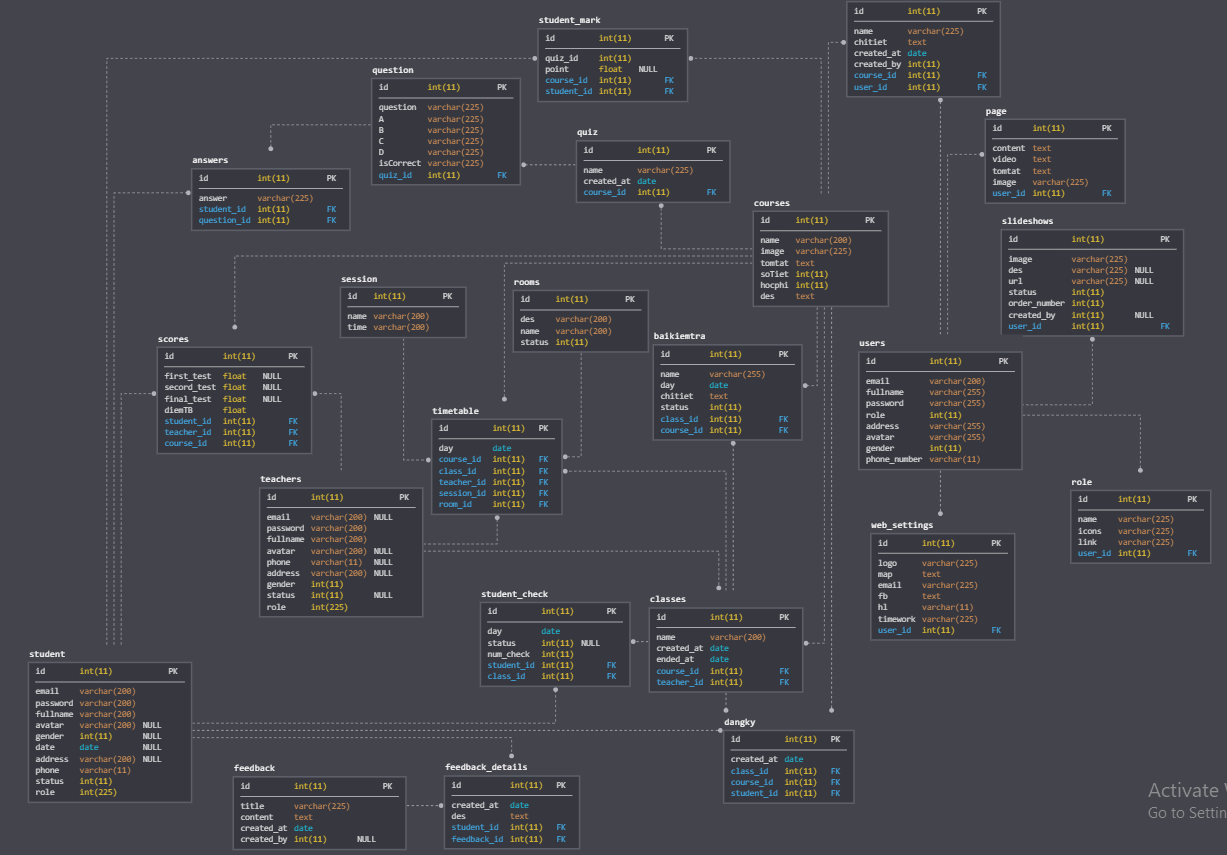 id int(11) PK
name varchar(225)
chitiet text
created_at date
created_by int(11)
course_id int(11) FK
user_id int(11) FK
student_mark
id int(11) PK
quiz_id int(11)
point float NULL
course_id int(11) FK
student_id int(11) FK
question
id int(11) PK
question varchar(225)
A varchar(225)
B varchar(225)
C varchar(225)
D varchar(225)
isCorrect varchar(225)
quiz_id int(11) FK
page
id int(11) PK
content text
video text
tomtat text
image varchar(225)
user_id int(11) FK
quiz
id int(11) PK
name varchar(225)
created_at date
course_id int(11) FK
answers
id int(11) PK
answer varchar(225)
student_id int(11) FK
question_id int(11) FK
courses
id int(11) PK
name varchar(200)
image varchar(225)
tomtat text
soTiet int(11)
hocphi int(11)
des text
slideshows
id int(11) PK
image varchar(225)
des varchar(225) NULL
url varchar(225) NULL
status int(11)
order_number int(11)
created_by int(11) NULL
user_id int(11) FK
session
id int(11) PK
name varchar(200)
time varchar(200)
rooms
id int(11) PK
des varchar(200)
name varchar(200)
status int(11)
scores
id int(11) PK
first_test float NULL
secord_test float NULL
final_test float NULL
diemTB float
student_id int(11) FK
teacher_id int(11) FK
course_id int(11) FK
baikiemtra
id int(11) PK
name varchar(255)
day date
chitiet text
status int(11)
class_id int(11) FK
course_id int(11) FK
users
id int(11) PK
email varchar(200)
fullname varchar(255)
password varchar(255)
role int(11)
address varchar(225)
avatar varchar(255)
gender int(11)
phone_number varchar(11)
timetable
id int(11) PK
day date
course_id int(11) FK
class_id int(11) FK
teacher_id int(11) FK
session_id int(11) FK
room_id int(11) FK
teachers
id int(11) PK
email varchar(200) NULL
password varchar(200)
fullname varchar(200)
avatar varchar(200) NULL
phone varchar(11) NULL
address varchar(200) NULL
gender int(11)
status int(11) NULL
role int(225)
role
id int(11) PK
name varchar(225)
icons varchar(225)
link varchar(225)
user_id int(11) FK
web_settings
id int(11) PK
logo varchar(225)
map text
email varchar(225)
fb text
hl varchar(11)
timework varchar(225)
user_id int(11) FK
student_check
id int(11) PK
day date
status int(11) NULL
num_check int(11)
student_id int(11) FK
class_id int(11) FK
classes
id int(11) PK
name varchar(200)
created_at date
ended_at date
course_id int(11) FK
teacher_id int(11) FK
student
id int(11) PK
email varchar(200)
password varchar(200)
fullname varchar(200)
avatar varchar(200) NULL
gender int(11) NULL
date date NULL
address varchar(200) NULL
phone varchar(11)
status int(11)
role int(225)
dangky
id int(11) PK
created_at date
class_id int(11) FK
course_id int(11) FK
student_id int(11) FK
feedback
id int(11) PK
title varchar(225)
content text
created_at date
created_by int(11) NULL
feedback_details
id int(11) PK
created_at date
des text
student_id int(11) FK
feedback_id int(11) FK
Activate
Go to